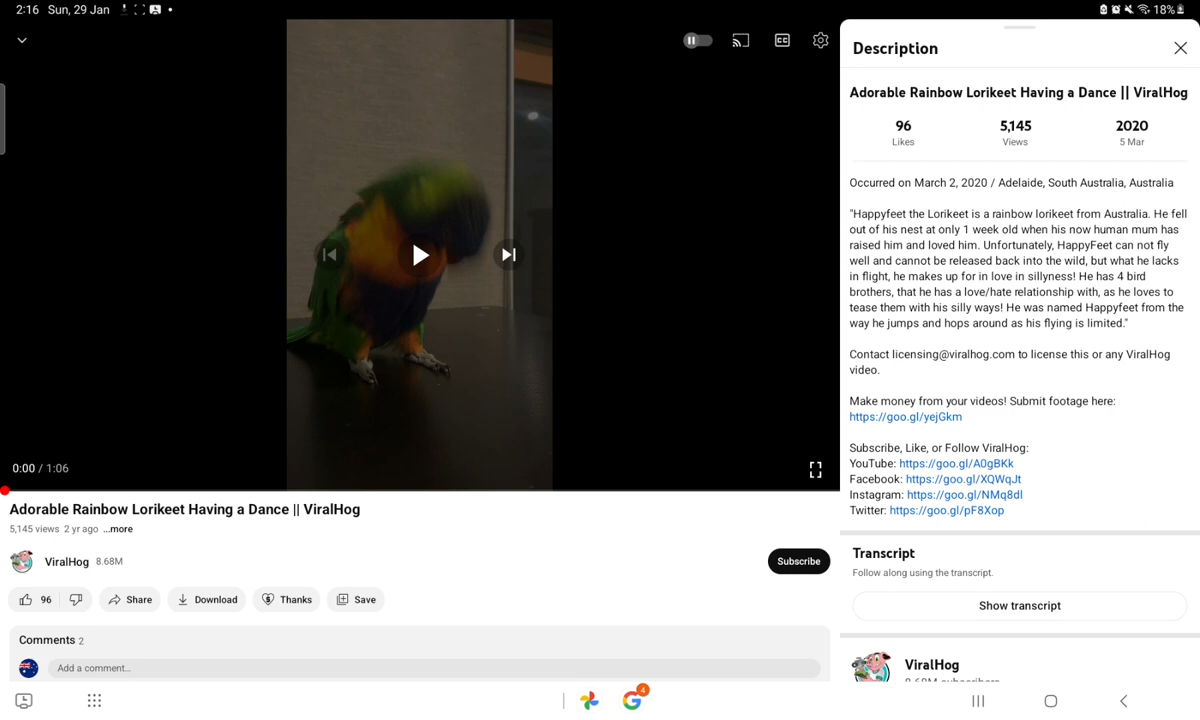 2:16 Sun, 29 Jan
18%
CC
Description
Adorable Rainbow Lorikeet Having a Dance || ViralHog
96 5,145 2020
Likes Views 5 Mar
Occurred on March 2, 2020 / Adelaide, South Australia, Australia
"Happyfeet the Lorikeet is a rainbow lorikeet from Australia. He fell
out of his nest at only 1 week old when his now human mum has
raised him and loved him. Unfortunately, HappyFeet can not fly
well and cannot be released back into the wild, but what he lacks
in flight, he makes up for in love in sillyness! He has 4 bird
brothers, that he has a love/hate relationship with, as he loves to
tease them with his silly ways! He was named Happyfeet from the
way he jumps and hops around as his flying is limited."
Contact licensing@viralhog.com to license this or any ViralHog
video.
Make money from your videos! Submit footage here:
https://goo.gl/yejGkm
Subscribe, Like, or Follow ViralHog:
YouTube: https://goo.gl/A0gBKk
Facebook: https://goo.gl/XQWqJt
Instagram: https://goo.gl/NMq8dl
Twitter: https://goo.gl/pF8Xop
Transcript
Follow along using the transcript.
Show transcript
ViralHog
8.68M subscribers
0:00 / 1:06
Adorable Rainbow Lorikeet Having a Dance || ViralHog
5,145 views 2 yr ago ...more
ViralHog 8.68M
Subscribe
96 Share Download Thanks Save
Comments 2
Add a comment...
4